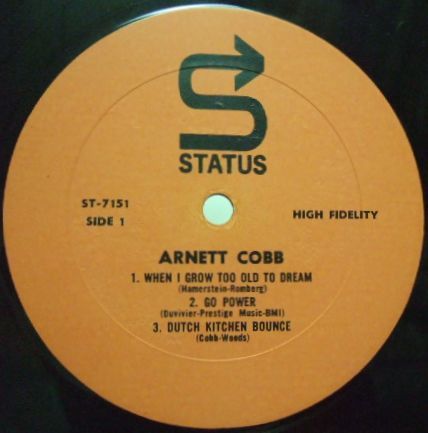 STATUS
ST-7151
SIDE 1
HIGH FIDELITY
ARNETT COBB
1. WHEN I GROW TOO OLD TO DREAM
(Hamerstein-Romberg)
2. GO POWER
(Duvivier-Prestige Music-BMI)
3. DUTCH KITCHEN BOUNCE
(Cobb-Woods)